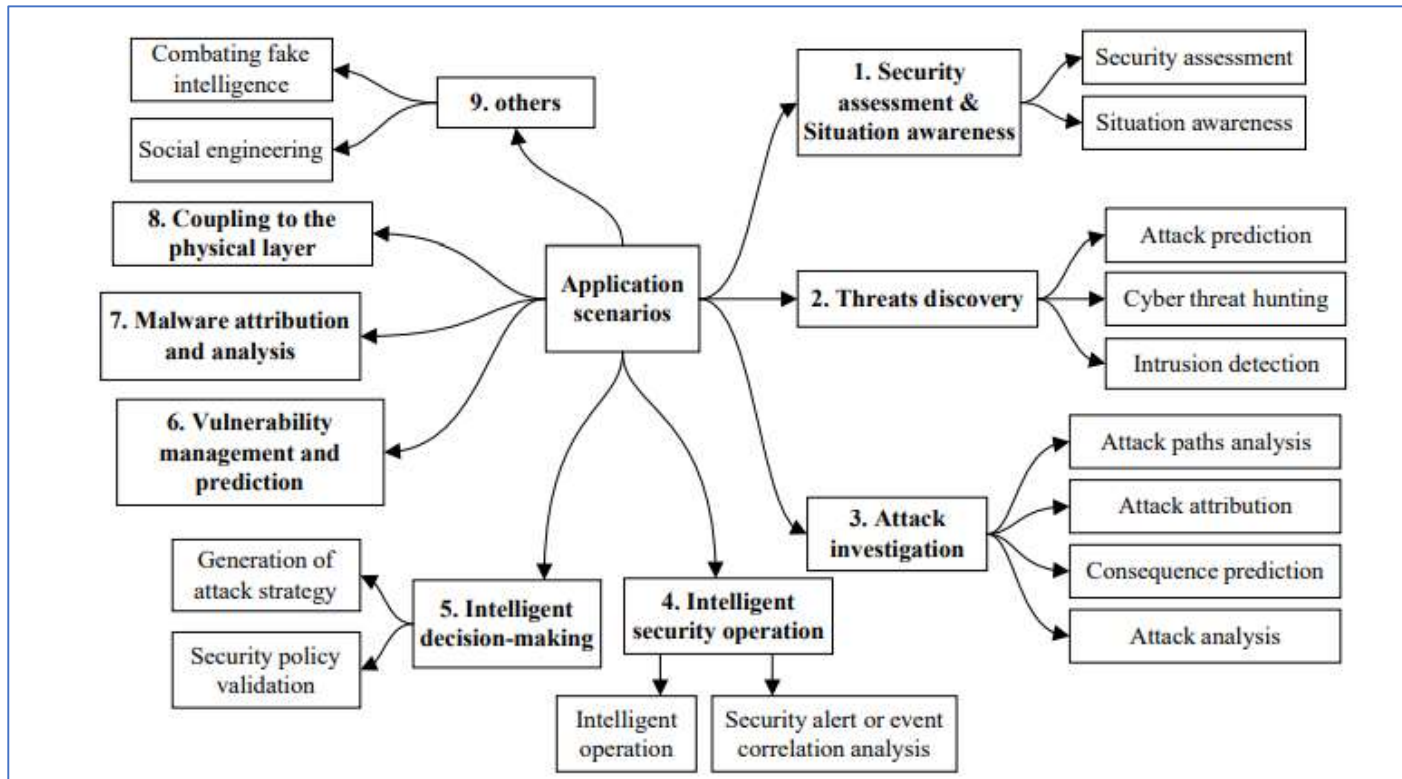 Application
scenarios
1. Security
assessment &
Situation awareness
Security assessment
Situation awareness
2. Threats discovery
Attack prediction
Cyber threat hunting
Intrusion detection
3. Attack
investigation
Attack paths analysis
Attack attribution
Consequence prediction
Attack analysis
4. Intelligent
security operation
Intelligent
operation
Security alert or event
correlation analysis
5. Intelligent
decision-making
Generation of
attack strategy
Security policy
validation
6. Vulnerability
management and
prediction
7. Malware attribution
and analysis
8. Coupling to the
physical layer
9. others
Combating fake
intelligence
Social engineering